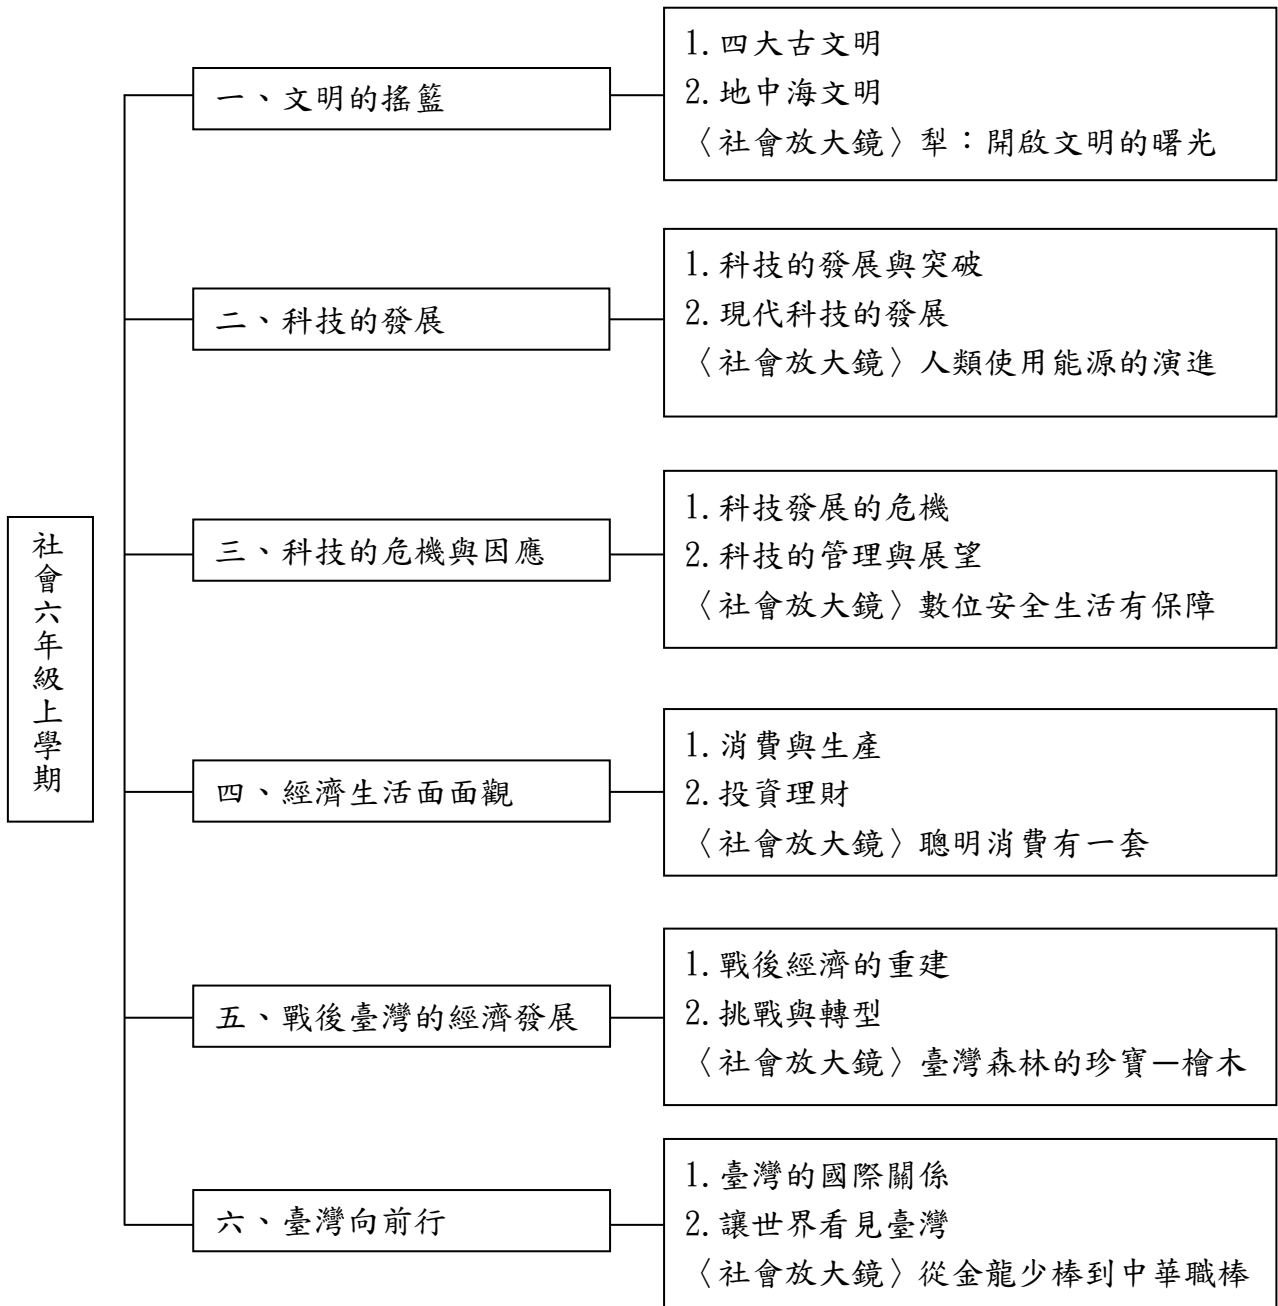 社會六年級上學期
一、文明的搖籃
1.四大古文明
2.地中海文明
〈社會放大鏡〉犁：開啟文明的曙光
二、科技的發展
1.科技的發展與突破
2.現代科技的發展
〈社會放大鏡〉人類使用能源的演進
三、科技的危機與因應
1.科技發展的危機
2.科技的管理與展望
〈社會放大鏡〉數位安全生活有保障
四、經濟生活面面觀
1.消費與生產
2.投資理財
〈社會放大鏡〉聰明消費有一套
五、戰後臺灣的經濟發展
1.戰後經濟的重建
2.挑戰與轉型
〈社會放大鏡〉臺灣森林的珍寶—檜木
六、臺灣向前行
1.臺灣的國際關係
2.讓世界看見臺灣
〈社會放大鏡〉從金龍少棒到中華職棒